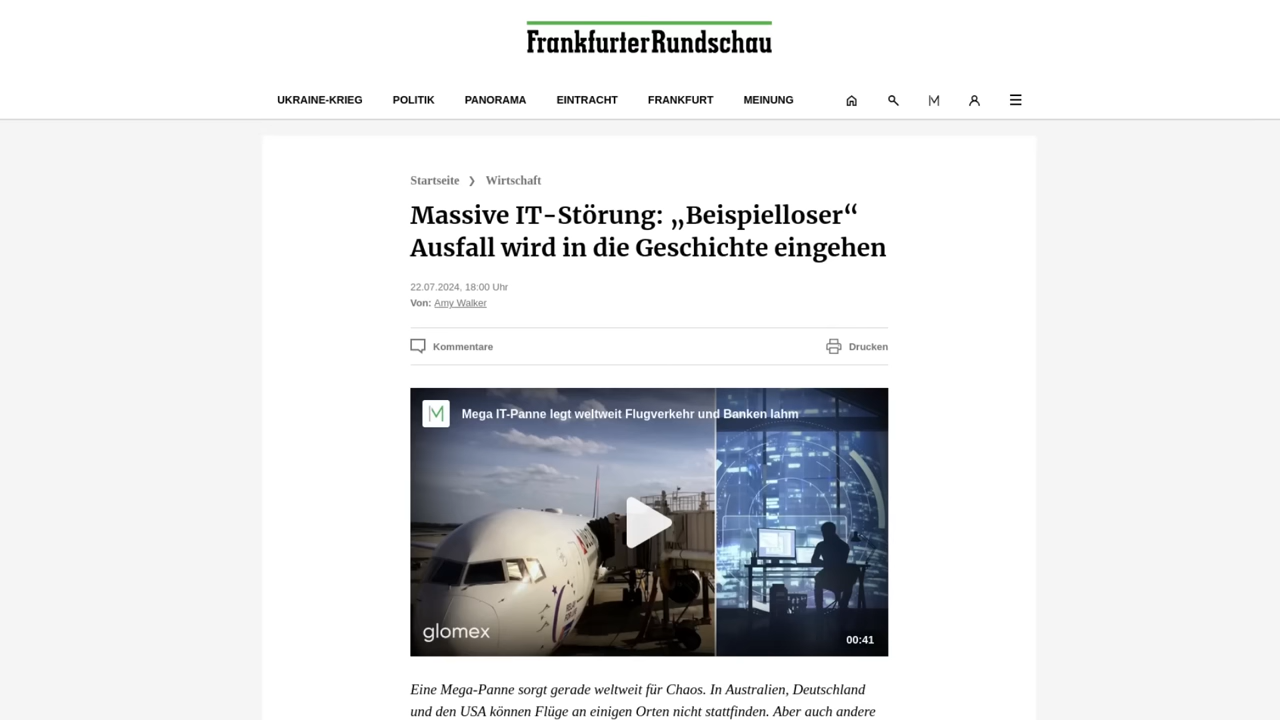 FrankfurterRundschau
UKRAINE-KRIEG POLITIK PANORAMA EINTRACHT FRANKFURT MEINUNG
Startseite ❯ Wirtschaft
Massive IT-Störung: „Beispielloser“
Ausfall wird in die Geschichte eingehen
22.07.2024, 18:00 Uhr
Von: Amy Walker
Kommentare Drucken
Mega IT-Panne legt weltweit Flugverkehr und Banken lahm
glomex
00:41
Eine Mega-Panne sorgt gerade weltweit für Chaos. In Australien, Deutschland
und den USA können Flüge an einigen Orten nicht stattfinden. Aber auch andere